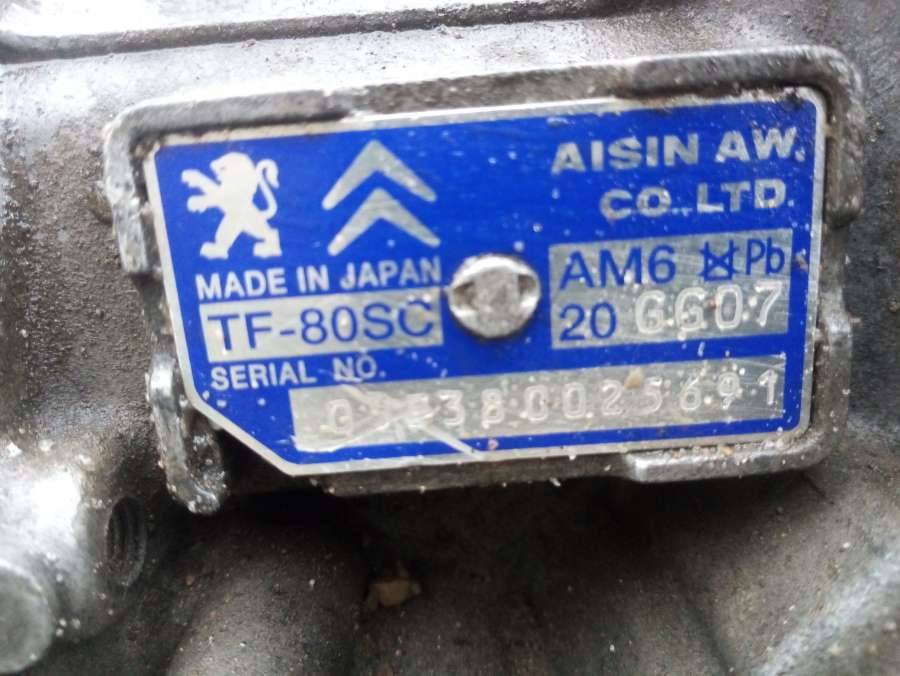 AISIN AW.
CO.,LTD.
MADE IN JAPAN
TF-80SC
AM6 Pb
20 GG07
SERIAL NO.